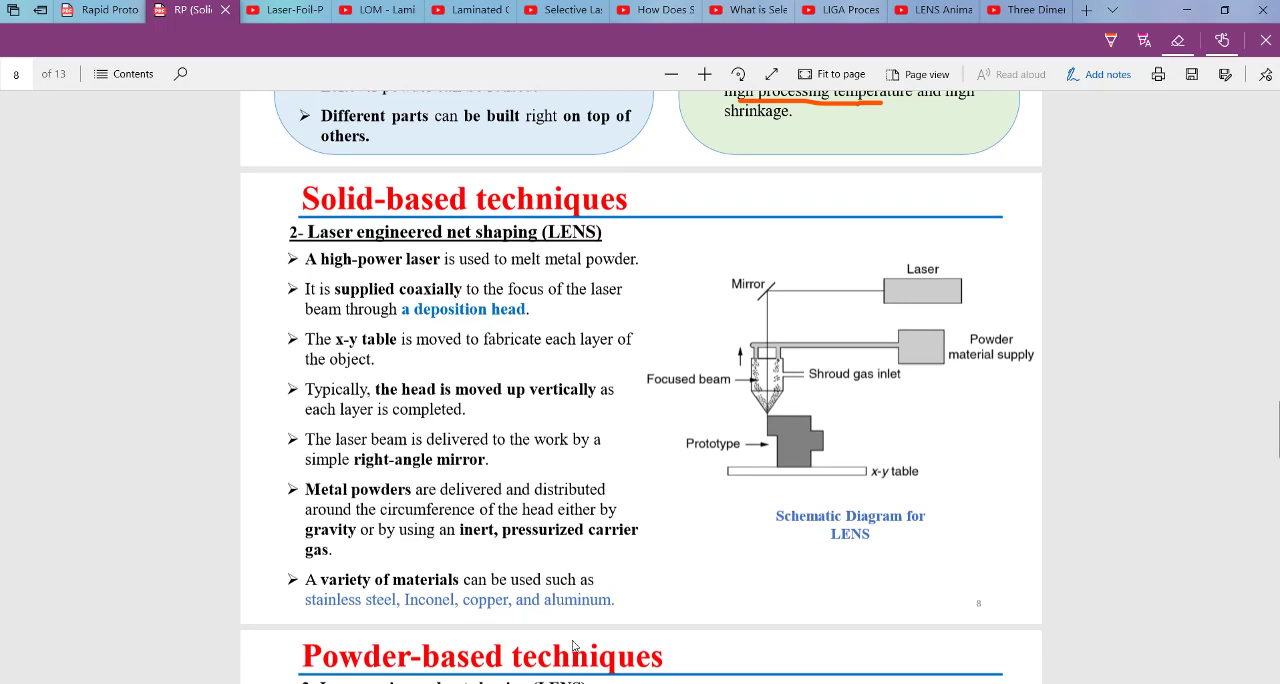 Rapid Proto
RP (Soli
Laser-Foil-P
LOM - Lami
Laminated
Selective La
How Does S
What is Sele
LIGA Proces
LENS Anima
Three Dime
8 of 13
Contents
Fit to page
Page view
Read aloud
Add notes
➢ Different parts can be built right on top of
others.
high processing temperature and high
shrinkage.
Solid-based techniques
2- Laser engineered net shaping (LENS)
➢ A high-power laser is used to melt metal powder.
➢ It is supplied coaxially to the focus of the laser
beam through a deposition head.
➢ The x-y table is moved to fabricate each layer of
the object.
➢ Typically, the head is moved up vertically as
each layer is completed.
➢ The laser beam is delivered to the work by a
simple right-angle mirror.
➢ Metal powders are delivered and distributed
around the circumference of the head either by
gravity or by using an inert, pressurized carrier
gas.
➢ A variety of materials can be used such as
stainless steel, Inconel, copper, and aluminum.
Laser
Mirror
Powder
material supply
Shroud gas inlet
Focused beam
Prototype
x-y table
Schematic Diagram for
LENS
8
Powder-based techniques